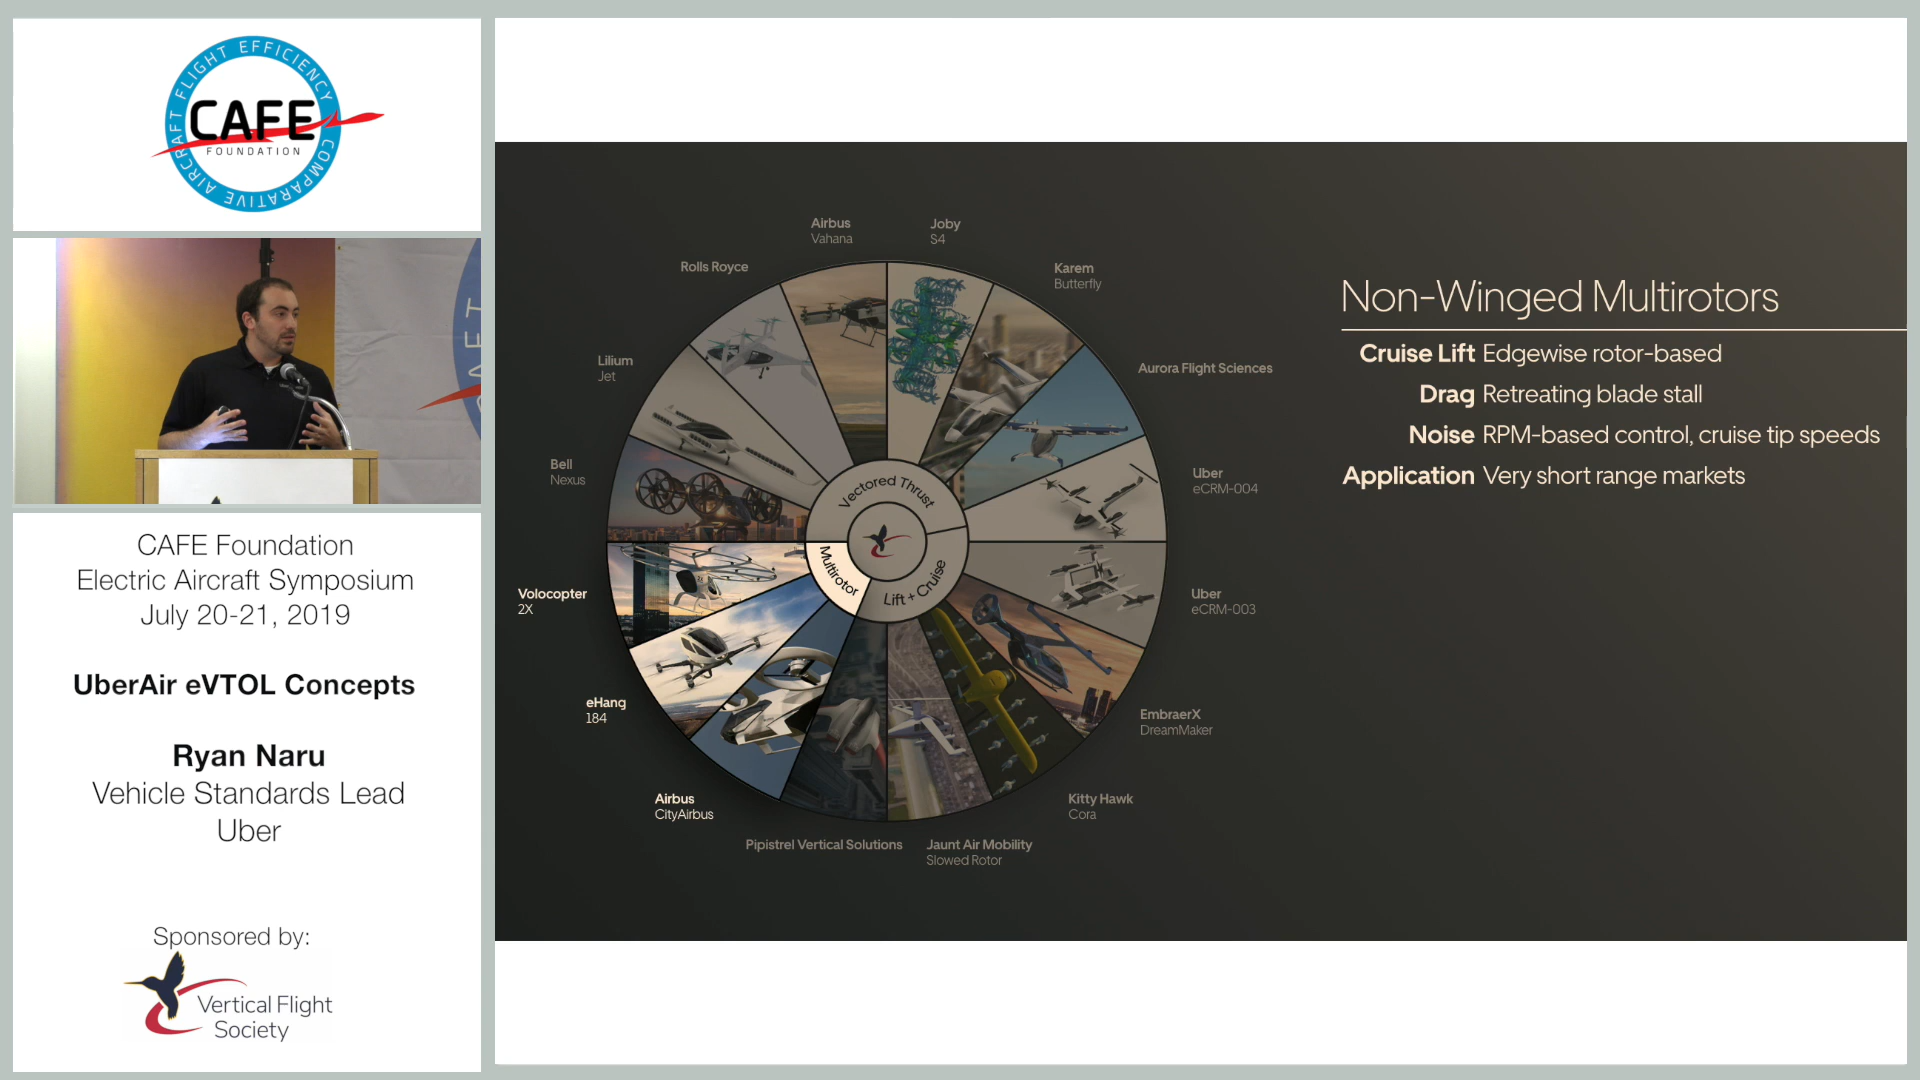 AIRCRAFT FLIGHT EFFICIENCY
COMPARATIVE
CAFE
FOUNDATION
CAFE Foundation
Electric Aircraft Symposium
July 20-21, 2019
UberAir eVTOL Concepts
Ryan Naru
Vehicle Standards Lead
Uber
Sponsored by:
Vertical Flight
Society
Airbus
Vahana
Joby
S4
Karem
Butterfly
Aurora Flight Sciences
Uber
eCRM-004
Uber
eCRM-003
EmbraerX
DreamMaker
Kitty Hawk
Cora
Jaunt Air Mobility
Slowed Rotor
Pipistrel Vertical Solutions
Airbus
CityAirbus
eHang
184
Volocopter
2X
Bell
Nexus
Lilium
Jet
Rolls Royce
Vectored Thrust
Lift + Cruise
Multirotor
Non-Winged Multirotors
Cruise Lift Edgewise rotor-based
Drag Retreating blade stall
Noise RPM-based control, cruise tip speeds
Application Very short range markets